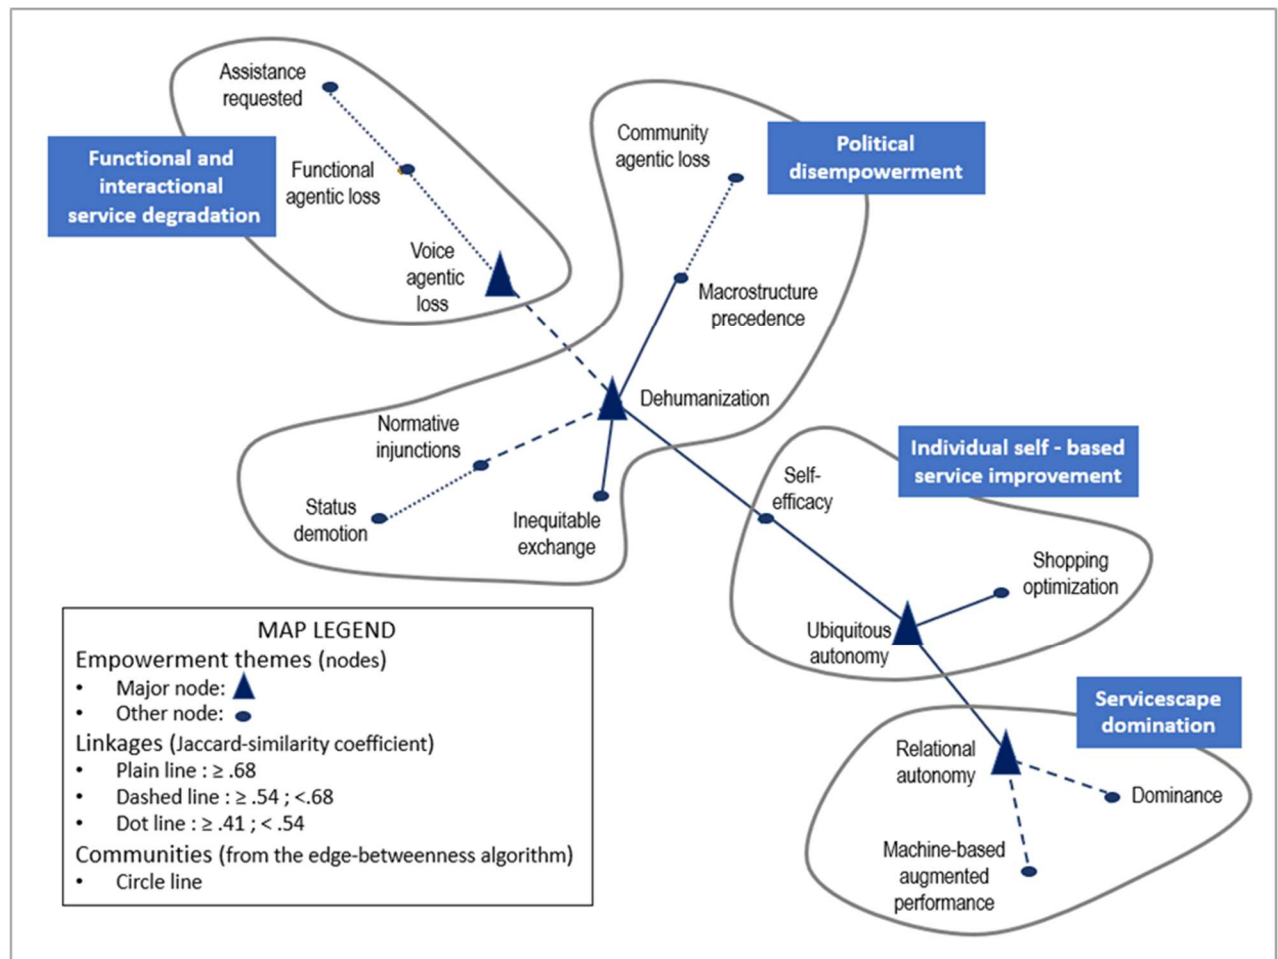 Assistance
requested
Functional and
interactional
service degradation
Functional
agentic loss
Voice
agentic
loss
Community
agentic loss
Political
disempowerment
Macrostructure
precedence
Dehumanization
Normative
injunctions
Status
demotion
Inequitable
exchange
Individual self - based
service improvement
Self-
efficacy
Shopping
optimization
Ubiquitous
autonomy
Servicescape
domination
Relational
autonomy
Dominance
Machine-based
augmented
performance
MAP LEGEND
Empowerment themes (nodes)
• Major node:
• Other node:
Linkages (Jaccard-similarity coefficient)
• Plain line : ≥ .68
• Dashed line : ≥ .54 ; <.68
• Dot line : ≥ .41 ; < .54
Communities (from the edge-betweenness algorithm)
• Circle line